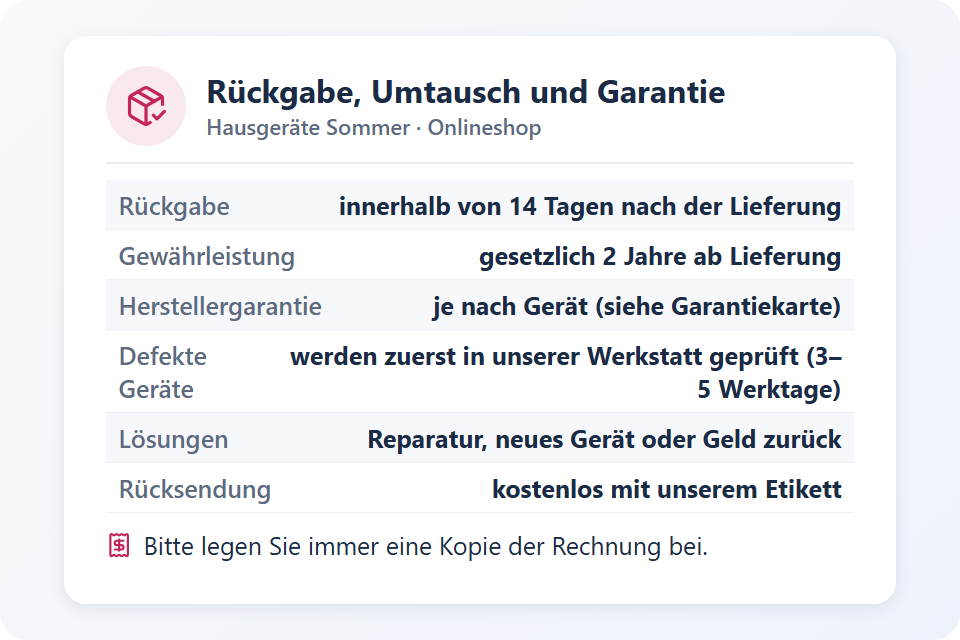 Rückgabe, Umtausch und Garantie
Hausgeräte Sommer · Onlineshop
Rückgabe innerhalb von 14 Tagen nach der Lieferung
Gewährleistung gesetzlich 2 Jahre ab Lieferung
Herstellergarantie je nach Gerät (siehe Garantiekarte)
Defekte werden zuerst in unserer Werkstatt geprüft (3–
Geräte 5 Werktage)
Lösungen Reparatur, neues Gerät oder Geld zurück
Rücksendung kostenlos mit unserem Etikett
Bitte legen Sie immer eine Kopie der Rechnung bei.